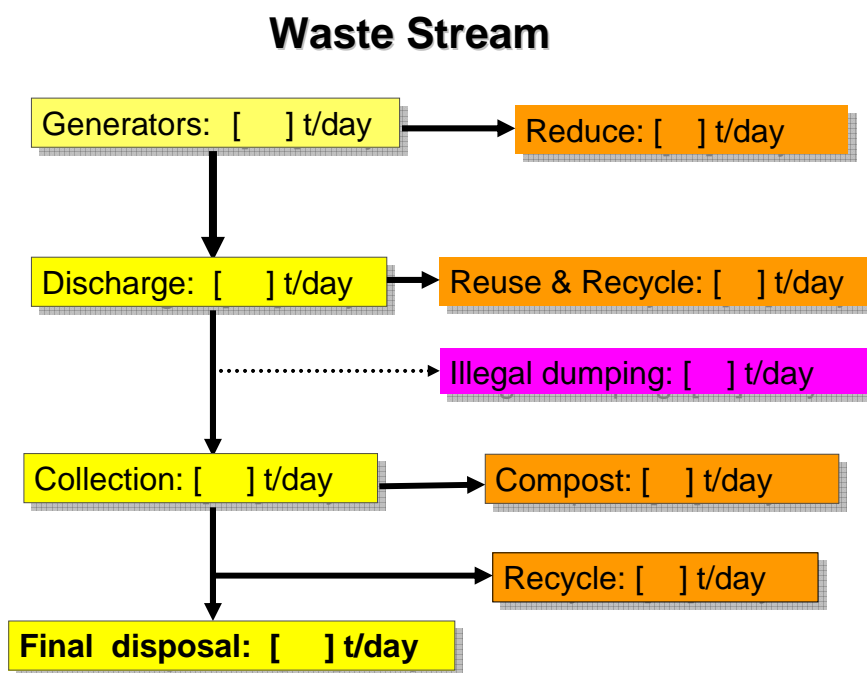 Waste Stream
Generators: [ ] t/day
Reduce: [ ] t/day
Discharge: [ ] t/day
Reuse & Recycle: [ ] t/day
Illegal dumping: [ ] t/day
Collection: [ ] t/day
Compost: [ ] t/day
Recycle: [ ] t/day
Final disposal: [ ] t/day